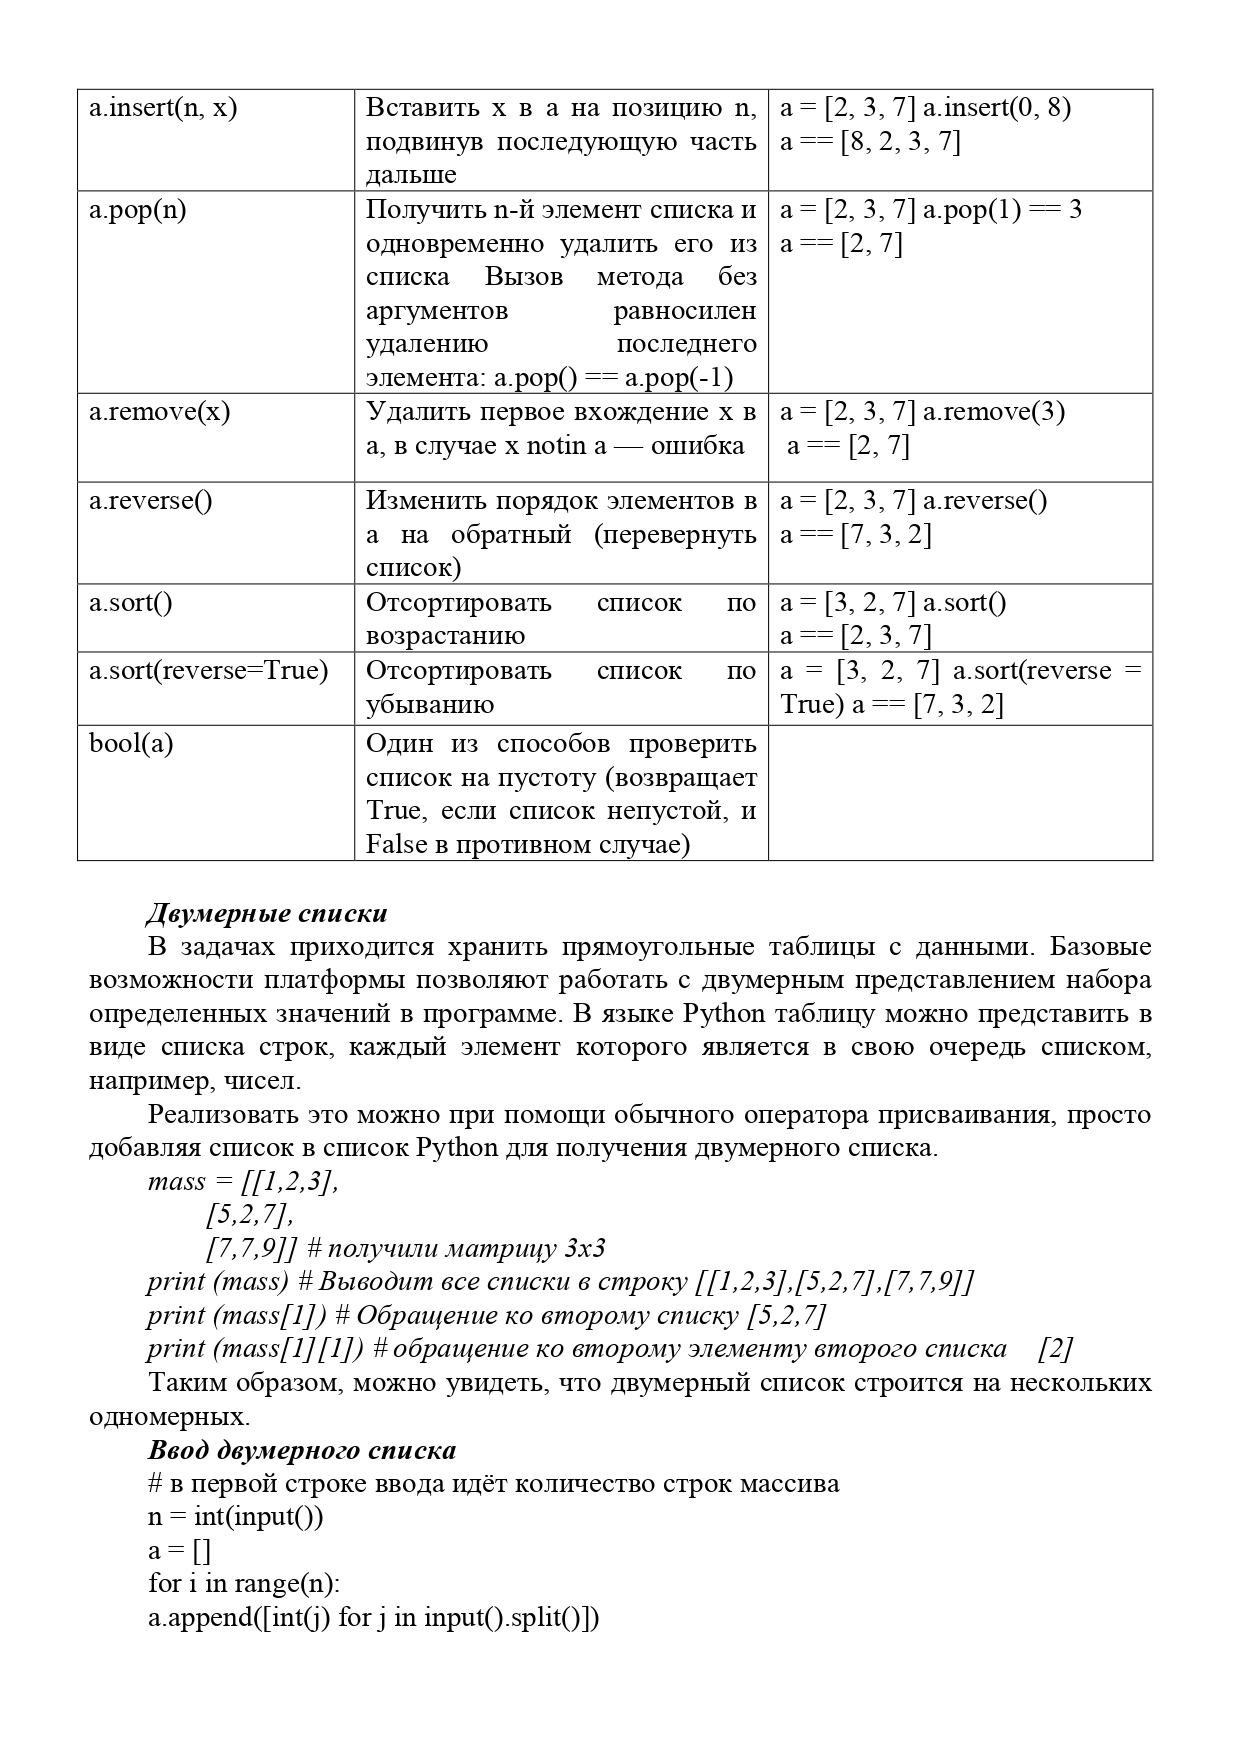 a.insert(n, x)
Вставить x в a на позицию n,
подвинув последующую часть
дальше
a = [2, 3, 7] a.insert(0, 8)
a == [8, 2, 3, 7]
a.pop(n)
Получить n-й элемент списка и
одновременно удалить его из
списка Вызов метода без
аргументов равносилен
удалению последнего
элемента: a.pop() == a.pop(-1)
a = [2, 3, 7] a.pop(1) == 3
a == [2, 7]
a.remove(x)
Удалить первое вхождение x в
a, в случае x notin a — ошибка
a = [2, 3, 7] a.remove(3)
a == [2, 7]
a.reverse()
Изменить порядок элементов в
a на обратный (перевернуть
список)
a = [2, 3, 7] a.reverse()
a == [7, 3, 2]
a.sort()
Отсортировать список по
возрастанию
a = [3, 2, 7] a.sort()
a == [2, 3, 7]
a.sort(reverse=True)
Отсортировать список по
убыванию
a = [3, 2, 7] a.sort(reverse =
True) a == [7, 3, 2]
bool(a)
Один из способов проверить
список на пустоту (возвращает
True, если список непустой, и
False в противном случае)
Двумерные списки
В задачах приходится хранить прямоугольные таблицы с данными. Базовые
возможности платформы позволяют работать с двумерным представлением набора
определенных значений в программе. В языке Python таблицу можно представить в
виде списка строк, каждый элемент которого является в свою очередь списком,
например, чисел.
Реализовать это можно при помощи обычного оператора присваивания, просто
добавляя список в список Python для получения двумерного списка.
mass = [[1,2,3],
[5,2,7],
[7,7,9]] # получили матрицу 3x3
print (mass) # Выводит все списки в строку [[1,2,3],[5,2,7],[7,7,9]]
print (mass[1]) # Обращение ко второму списку [5,2,7]
print (mass[1][1]) # обращение ко второму элементу второго списка [2]
Таким образом, можно увидеть, что двумерный список строится на нескольких
одномерных.
Ввод двумерного списка
# в первой строке ввода идёт количество строк массива
n = int(input())
a = []
for i in range(n):
a.append([int(j) for j in input().split()])